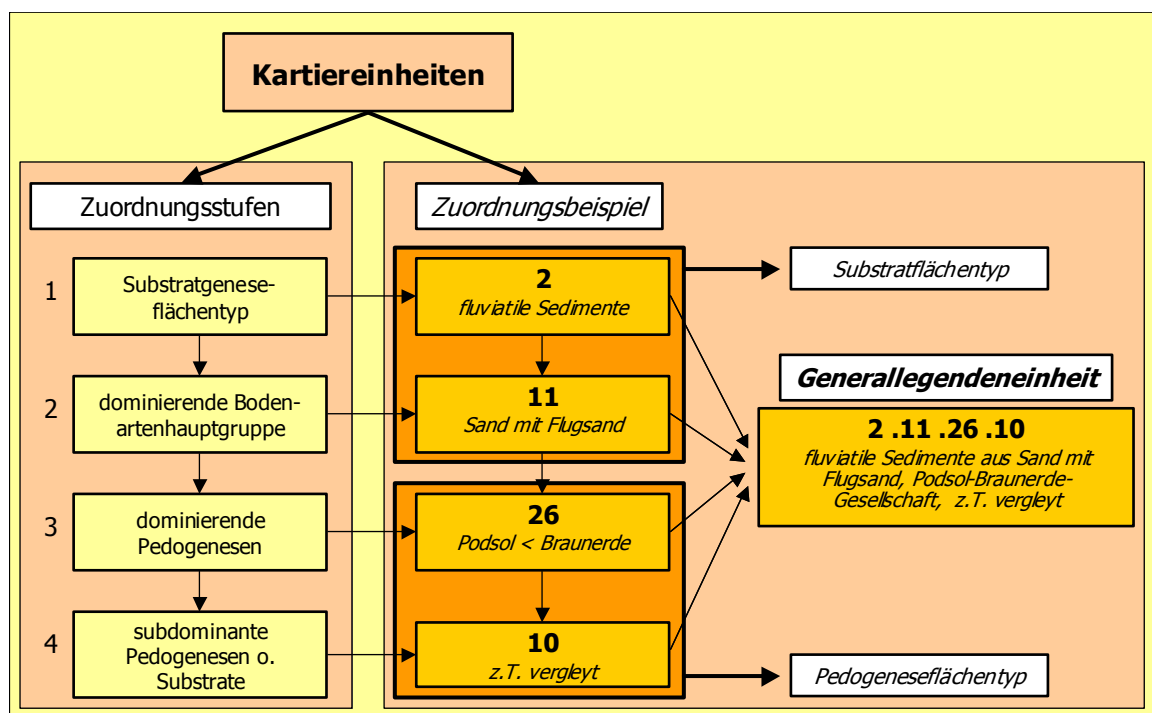 Kartiereinheiten
Zuordnungsstufen
Zuordnungsbeispiel
1
Substratgenese-
flächentyp
2
fluviatile Sedimente
Substratflächentyp
2
dominierende Boden-
artenhauptgruppe
11
Sand mit Flugsand
Generallegendeneinheit
2 .11 .26 .10
fluviatile Sedimente aus Sand mit
Flugsand, Podsol-Braunerde-
Gesellschaft, z.T. vergleyt
3
dominierende
Pedogenesen
26
Podsol < Braunerde
4
subdominante
Pedogenesen o.
Substrate
10
z.T. vergleyt
Pedogeneseflächentyp